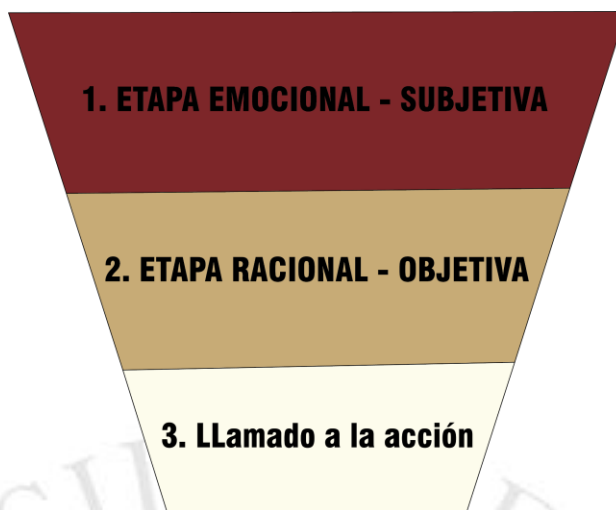 1. ETAPA EMOCIONAL - SUBJETIVA
2. ETAPA RACIONAL - OBJETIVA
3. LLamado a la acción